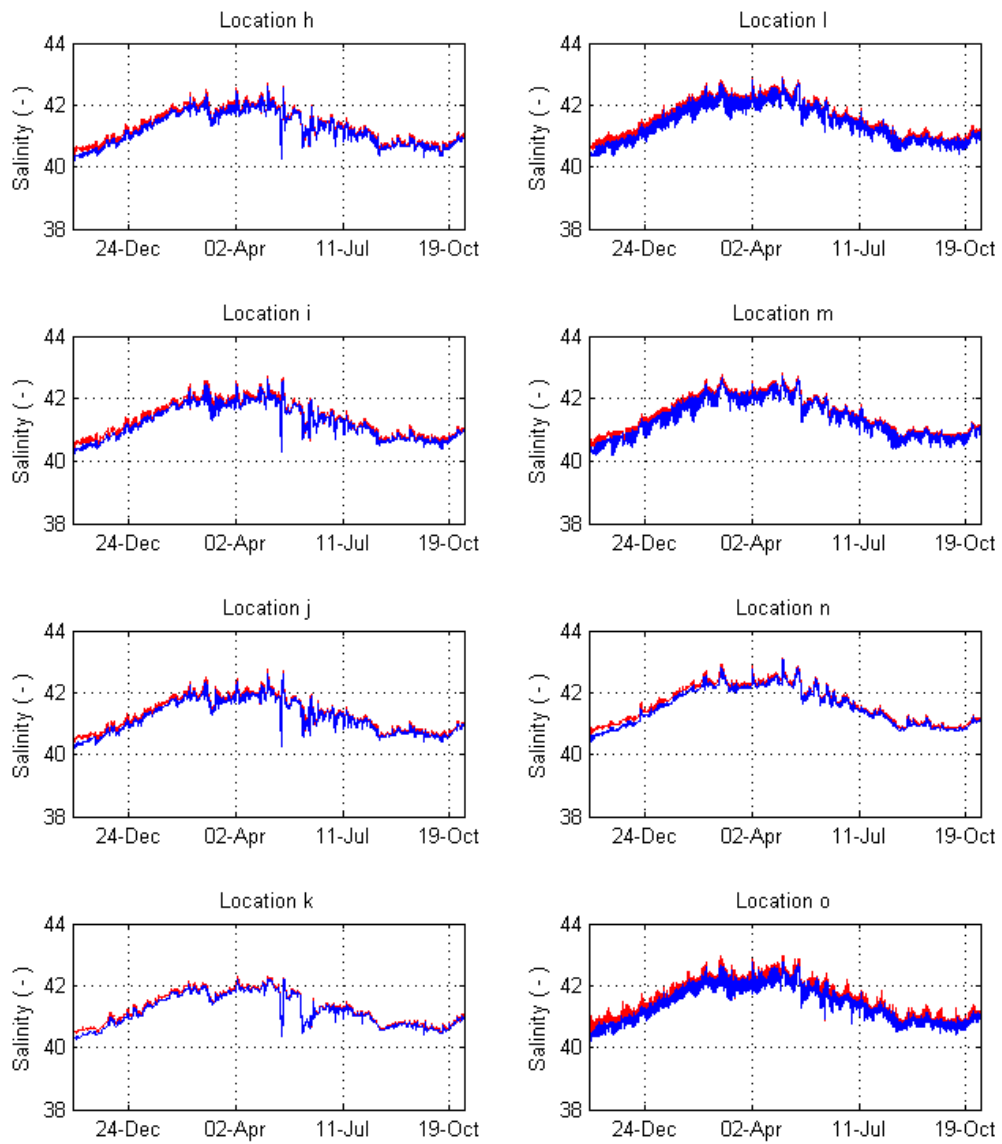 Location h
44
42
40
38
Salinity ( - )
24-Dec 02-Apr 11-Jul 19-Oct
Location l
44
42
40
38
Salinity ( - )
24-Dec 02-Apr 11-Jul 19-Oct
Location i
44
42
40
38
Salinity ( - )
24-Dec 02-Apr 11-Jul 19-Oct
Location m
44
42
40
38
Salinity ( - )
24-Dec 02-Apr 11-Jul 19-Oct
Location j
44
42
40
38
Salinity ( - )
24-Dec 02-Apr 11-Jul 19-Oct
Location n
44
42
40
38
Salinity ( - )
24-Dec 02-Apr 11-Jul 19-Oct
Location k
44
42
40
38
Salinity ( - )
24-Dec 02-Apr 11-Jul 19-Oct
Location o
44
42
40
38
Salinity ( - )
24-Dec 02-Apr 11-Jul 19-Oct